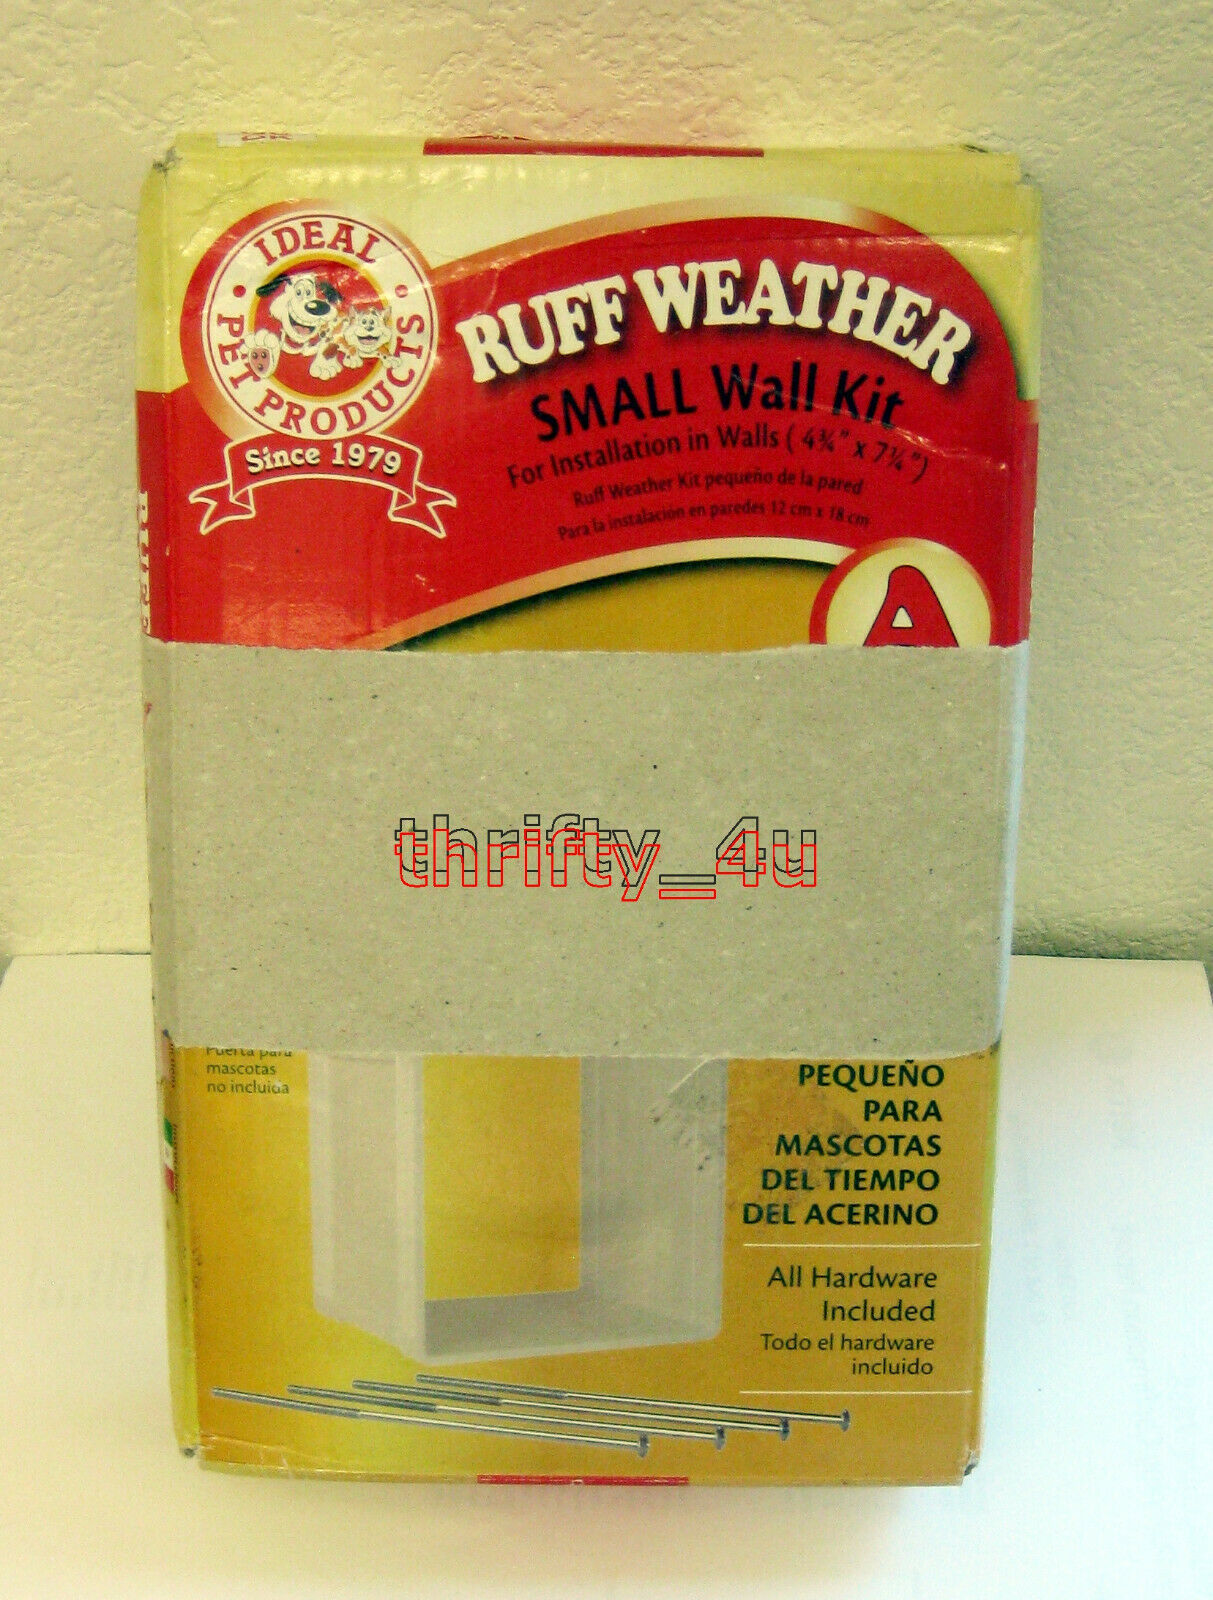 IDEAL
PET PRODUCTS
Since 1979
RUFF WEATHER
SMALL Wall Kit
For Installation in Walls ( 4¾" x 7¼")
Ruff Weather Kit pequeño de la pared
Para la instalación en paredes 12 cm x 18 cm
A
thrifty_4u
Puerta para
mascotas
no incluida
PEQUEÑO
PARA
MASCOTAS
DEL TIEMPO
DEL ACERINO
All Hardware
Included
Todo el hardware
incluido